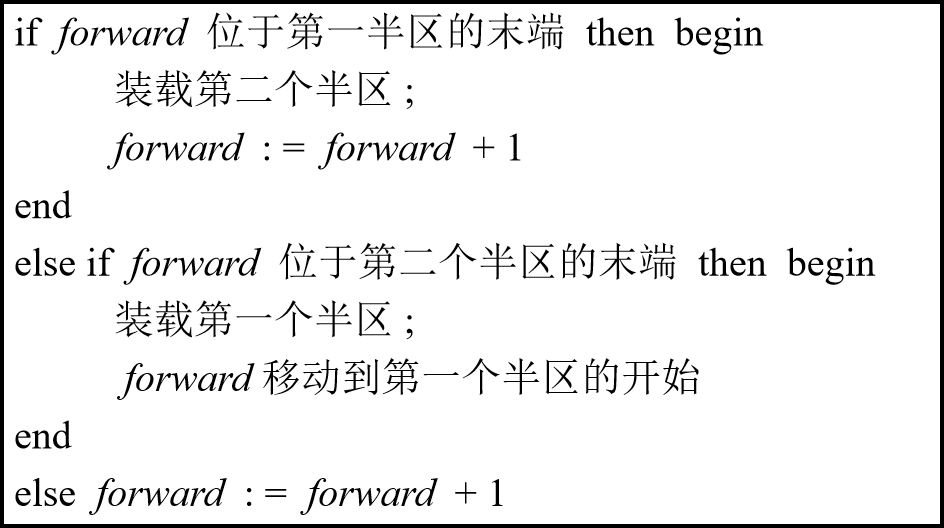 if forward 位于第一半区的末端 then begin
装载第二个半区 ;
forward : = forward + 1
end
else if forward 位于第二个半区的末端 then begin
装载第一个半区 ;
forward 移动到第一个半区的开始
end
else forward : = forward + 1